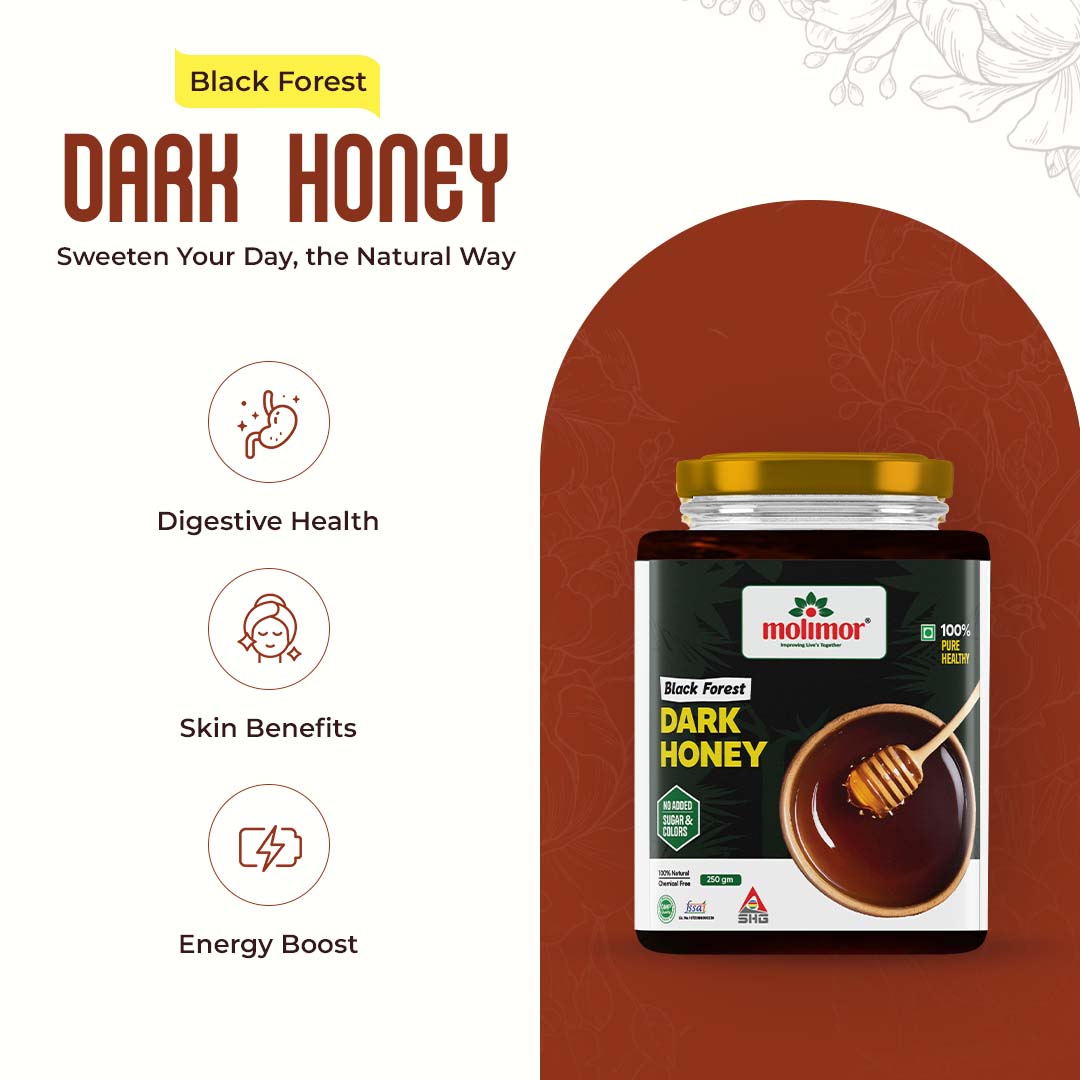 Black Forest
DARK HONEY
Sweeten Your Day, the Natural Way
Digestive Health
Skin Benefits
Energy Boost
molimor®
Improving Live's Together
100%
PURE
HEALTHY
Black Forest
DARK
HONEY
NO ADDED
SUGAR &
COLORS
100% Natural
Chemical Free
250 gm
fssai
SHG